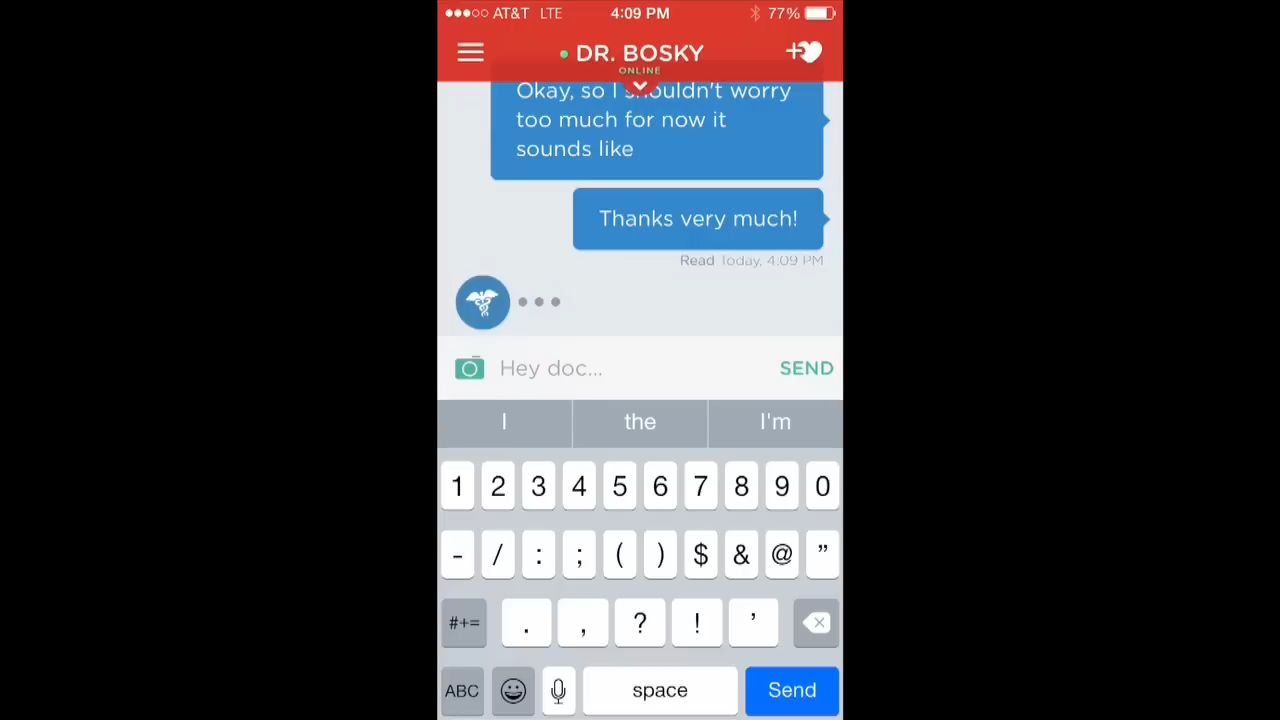 AT&T LTE 4:09 PM 77%
DR. BOSKY
ONLINE
Okay, so I shouldn't worry
too much for now it
sounds like
Thanks very much!
Read Today, 4:09 PM
Hey doc... SEND
I the I'm
1 2 3 4 5 6 7 8 9 0
- / : ; ( ) $ & @ ”
#+= . , ? ! ’
ABC space Send